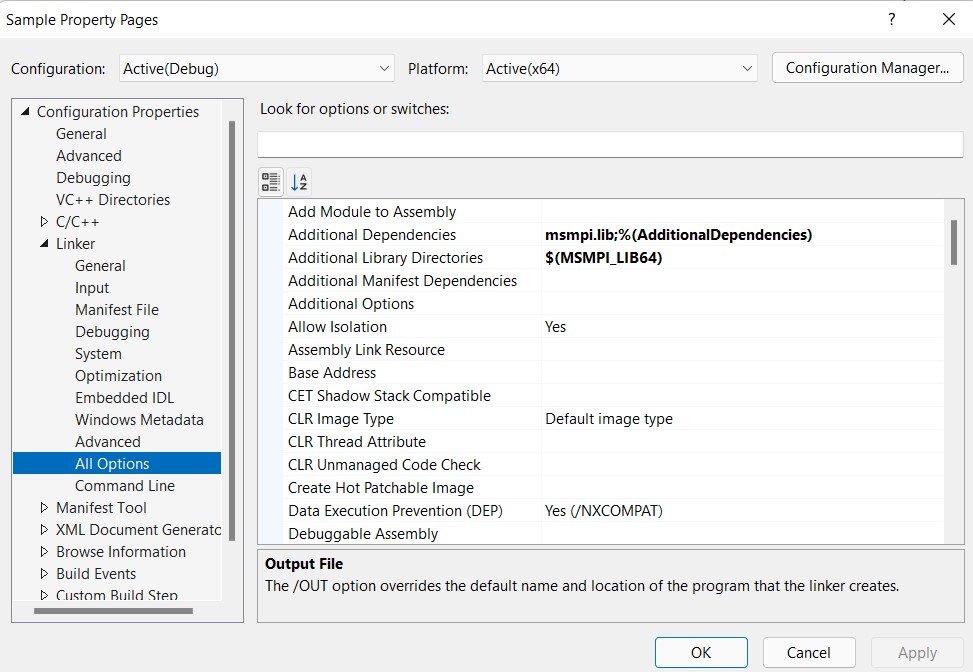 Sample Property Pages
Configuration: Active(Debug) Platform: Active(x64) Configuration Manager...
Configuration Properties
General
Advanced
Debugging
VC++ Directories
C/C++
Linker
General
Input
Manifest File
Debugging
System
Optimization
Embedded IDL
Windows Metadata
Advanced
All Options
Command Line
Manifest Tool
XML Document Generato
Browse Information
Build Events
Custom Build Step
Look for options or switches:
Add Module to Assembly
Additional Dependencies msmpi.lib;%(AdditionalDependencies)
Additional Library Directories $(MSMPI_LIB64)
Additional Manifest Dependencies
Additional Options
Allow Isolation Yes
Assembly Link Resource
Base Address
CET Shadow Stack Compatible
CLR Image Type Default image type
CLR Thread Attribute
CLR Unmanaged Code Check
Create Hot Patchable Image
Data Execution Prevention (DEP) Yes (/NXCOMPAT)
Debuggable Assembly
Output File
The /OUT option overrides the default name and location of the program that the linker creates.
OK Cancel Apply